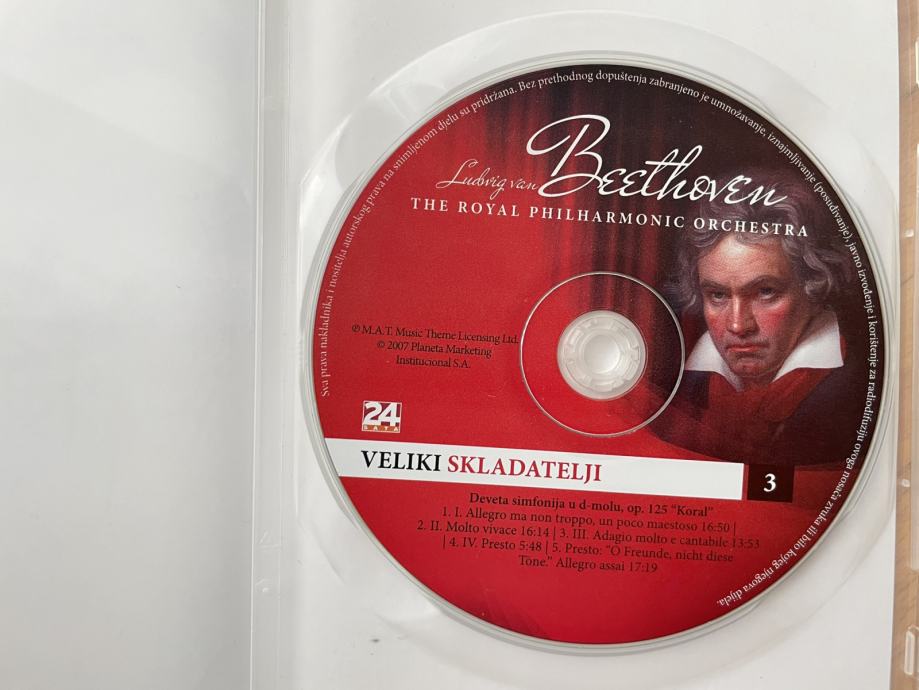 Sva prava nakladnika i nositelja autorskog prava na snimljenom djelu su pridržana. Bez prethodnog dopuštenja zabranjeno je umnožavanje, iznajmljivanje (posuđivanje), javno izvođenje i korištenje za radiodifuziju ovoga nosača zvuka ili bilo kojeg njegova dijela.
Ludwig van Beethoven
THE ROYAL PHILHARMONIC ORCHESTRA
℗ M.A.T. Music Theme Licensing Ltd.
© 2007 Planeta Marketing
Institucional S.A.
24
SATA
VELIKI SKLADATELJI
3
Deveta simfonija u d-molu, op. 125 “Koral”
1. I. Allegro ma non troppo, un poco maestoso 16:50 |
2. II. Molto vivace 16:14 | 3. III. Adagio molto e cantabile 13:53
| 4. IV. Presto 5:48 | 5. Presto: “O Freunde, nicht diese
Töne.” Allegro assai 17:19